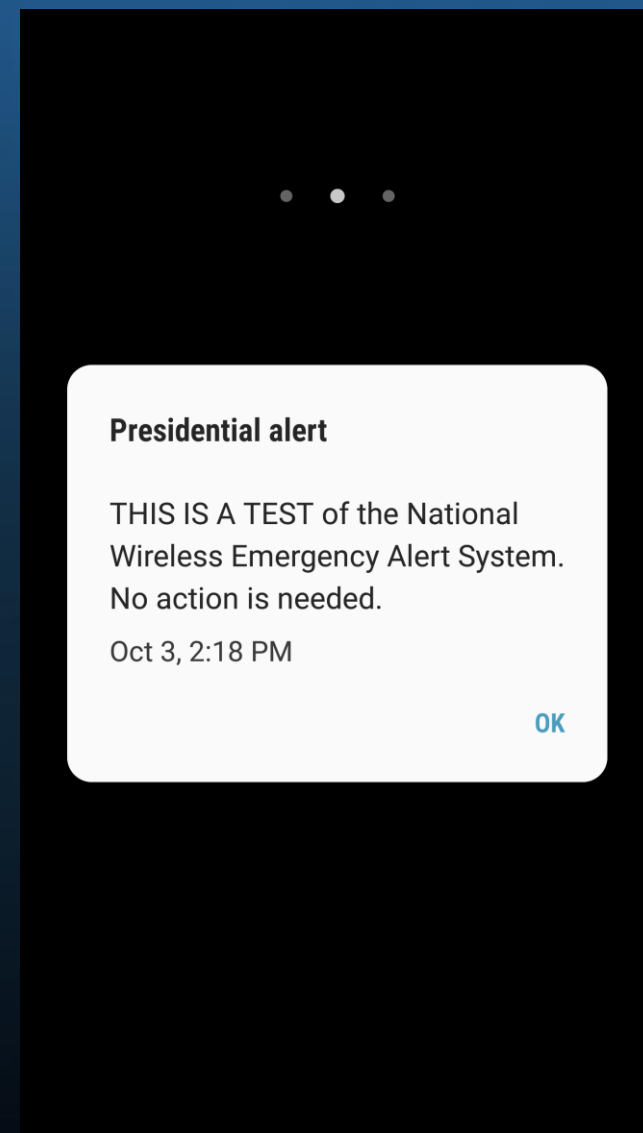 Presidential alert
THIS IS A TEST of the National
Wireless Emergency Alert System.
No action is needed.
Oct 3, 2:18 PM
OK